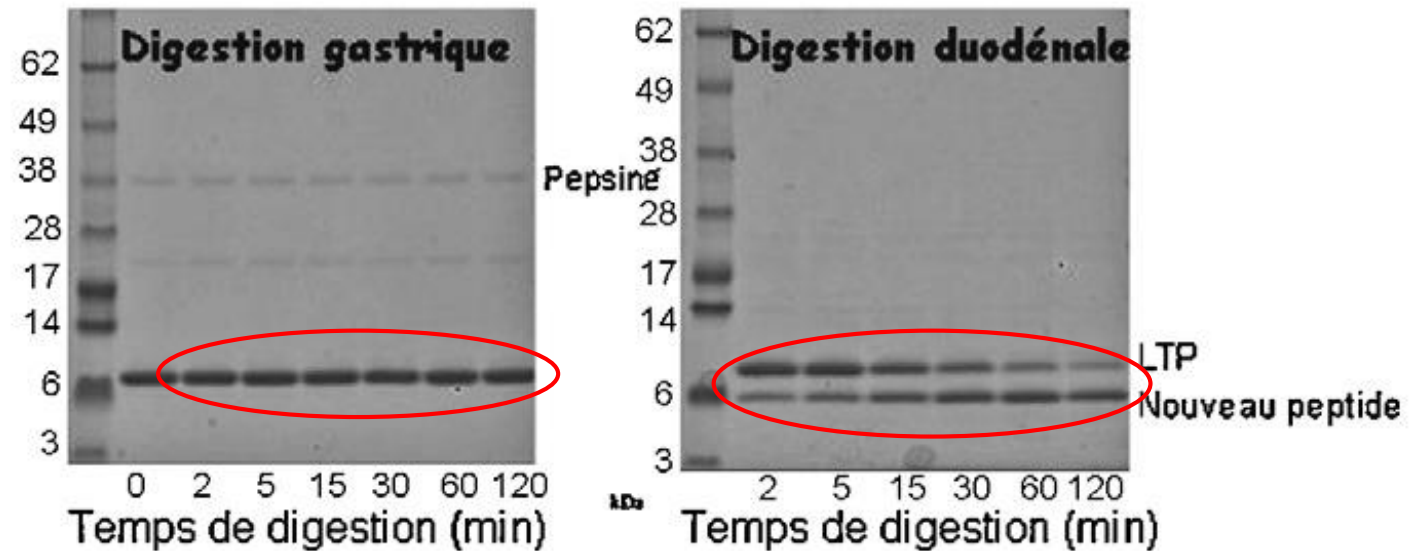 Digestion gastrique
62
49
38
28
17
14
6
3
Pepsine
0 2 5 15 30 60 120
Temps de digestion (min)
Digestion duodénale
62
49
38
28
17
14
6
3
LTP
Nouveau peptide
kDa
2 5 15 30 60 120
Temps de digestion (min)